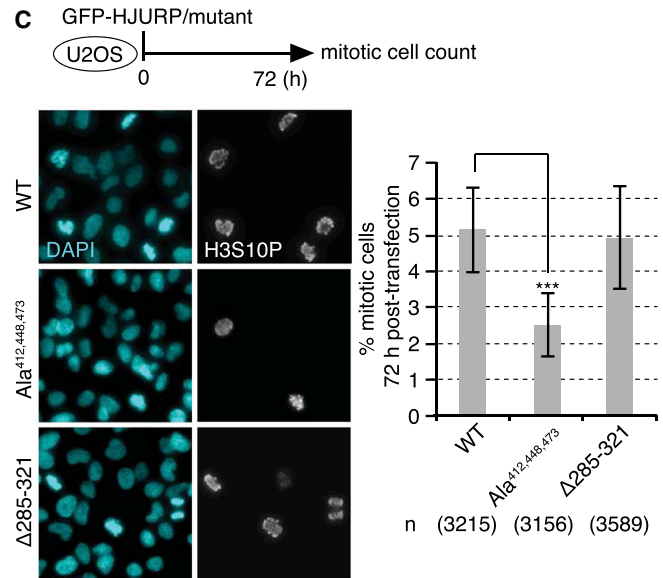 C
GFP-HJURP/mutant
U2OS
mitotic cell count
0
72 (h)
WT
DAPI
H3S10P
Ala412,448,473
Δ285-321
% mitotic cells
72 h post-transfection
7
6
5
4
3
2
1
0
***
WT
Ala412,448,473
Δ285-321
n (3215) (3156) (3589)